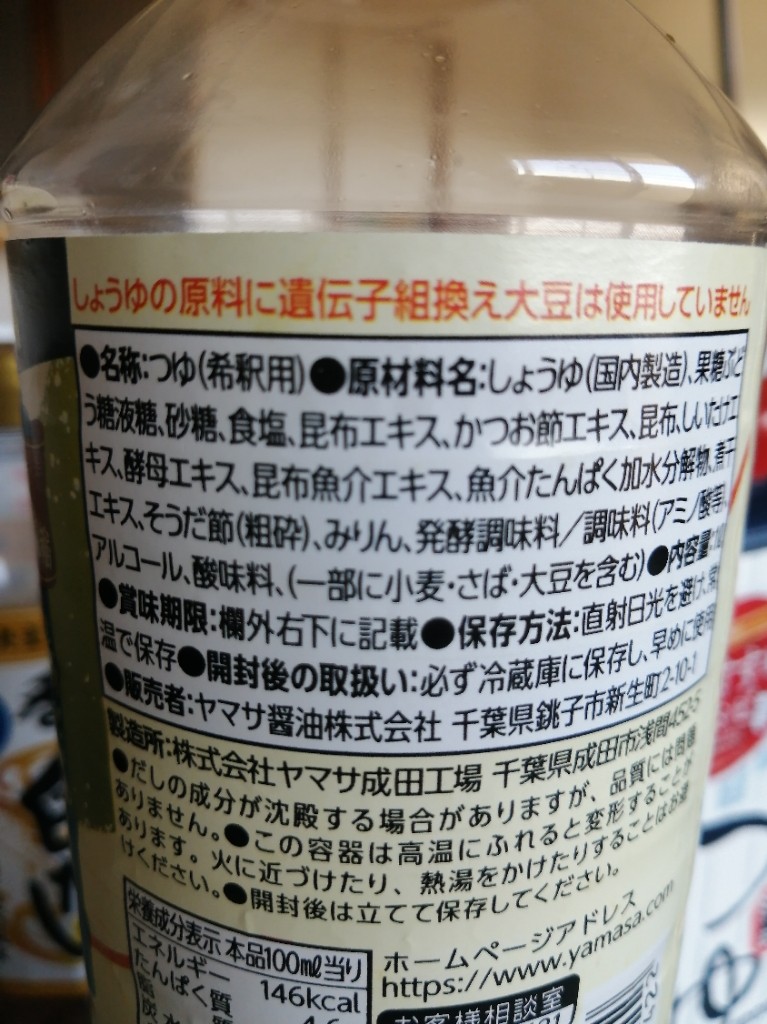 しょうゆの原料に遺伝子組換え大豆は使用していません
●名称:つゆ(希釈用)●原材料名:しょうゆ(国内製造)、果糖ぶど
う糖液糖、砂糖、食塩、昆布エキス、かつお節エキス、昆布、しいたけエ
キス、酵母エキス、昆布魚介エキス、魚介たんぱく加水分解物、煮干
エキス、そうだ節(粗砕)、みりん、発酵調味料/調味料(アミノ酸等)
アルコール、酸味料、(一部に小麦・さば・大豆を含む)●内容量:
●賞味期限:欄外右下に記載●保存方法:直射日光を避け、常
温で保存●開封後の取扱い:必ず冷蔵庫に保存し、早めに使用
●販売者:ヤマサ醤油株式会社 千葉県銚子市新生町2-10-1
製造所:株式会社ヤマサ成田工場 千葉県成田市浅間452-5
●だしの成分が沈殿する場合がありますが、品質には問題
ありません。●この容器は高温にふれると変形することが
あります。火に近づけたり、熱湯をかけたりすることはお避
けください。●開封後は立てて保存してください。
栄養成分表示 本品100ml当り
エネルギー 146kcal
たんぱく質
ホームページアドレス
https://www.yamasa.com
お客様相談室
つゆ